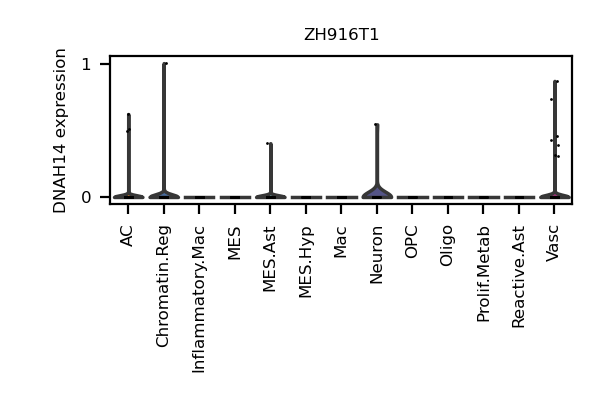 ZH916T1
DNAH14 expression
1
0
AC
Chromatin.Reg
Inflammatory.Mac
MES
MES.Ast
MES.Hyp
Mac
Neuron
OPC
Oligo
Prolif.Metab
Reactive.Ast
Vasc